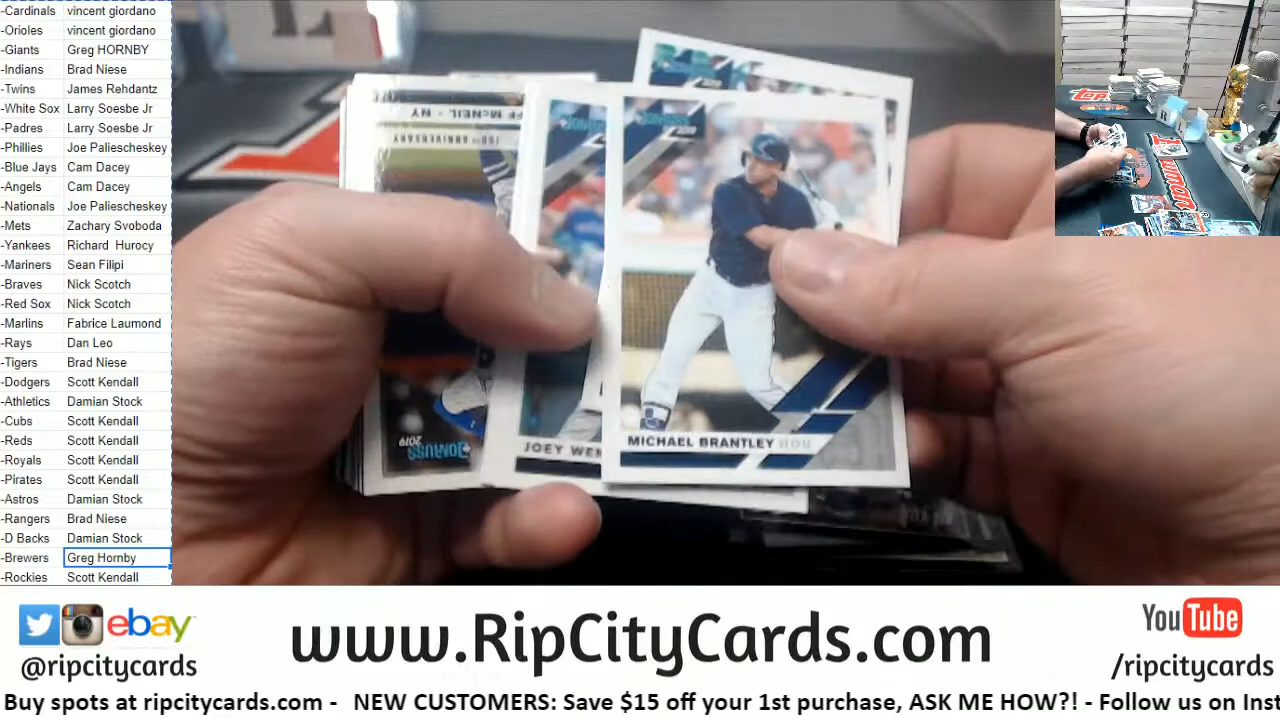 -Cardinals vincent giordano
-Orioles vincent giordano
-Giants Greg HORNBY
-Indians Brad Niese
-Twins James Rehdantz
-White Sox Larry Soesbe Jr
-Padres Larry Soesbe Jr
-Phillies Joe Paliescheskey
-Blue Jays Cam Dacey
-Angels Cam Dacey
-Nationals Joe Paliescheskey
-Mets Zachary Svoboda
-Yankees Richard Hurocy
-Mariners Sean Filipi
-Braves Nick Scotch
-Red Sox Nick Scotch
-Marlins Fabrice Laumond
-Rays Dan Leo
-Tigers Brad Niese
-Dodgers Scott Kendall
-Athletics Damian Stock
-Cubs Scott Kendall
-Reds Scott Kendall
-Royals Scott Kendall
-Pirates Scott Kendall
-Astros Damian Stock
-Rangers Brad Niese
-D Backs Damian Stock
-Brewers Greg Hornby
-Rockies Scott Kendall
MCNEIL · NY
150TH ANNIVERSARY
DONRUSS
2019
JOEY WEN
DONRUSS
MICHAEL BRANTLEY HOU
ebay
@ripcitycards
www.RipCityCards.com
YouTube
/ripcitycards
Buy spots at ripcitycards.com - NEW CUSTOMERS: Save $15 off your 1st purchase, ASK ME HOW?! - Follow us on Inst